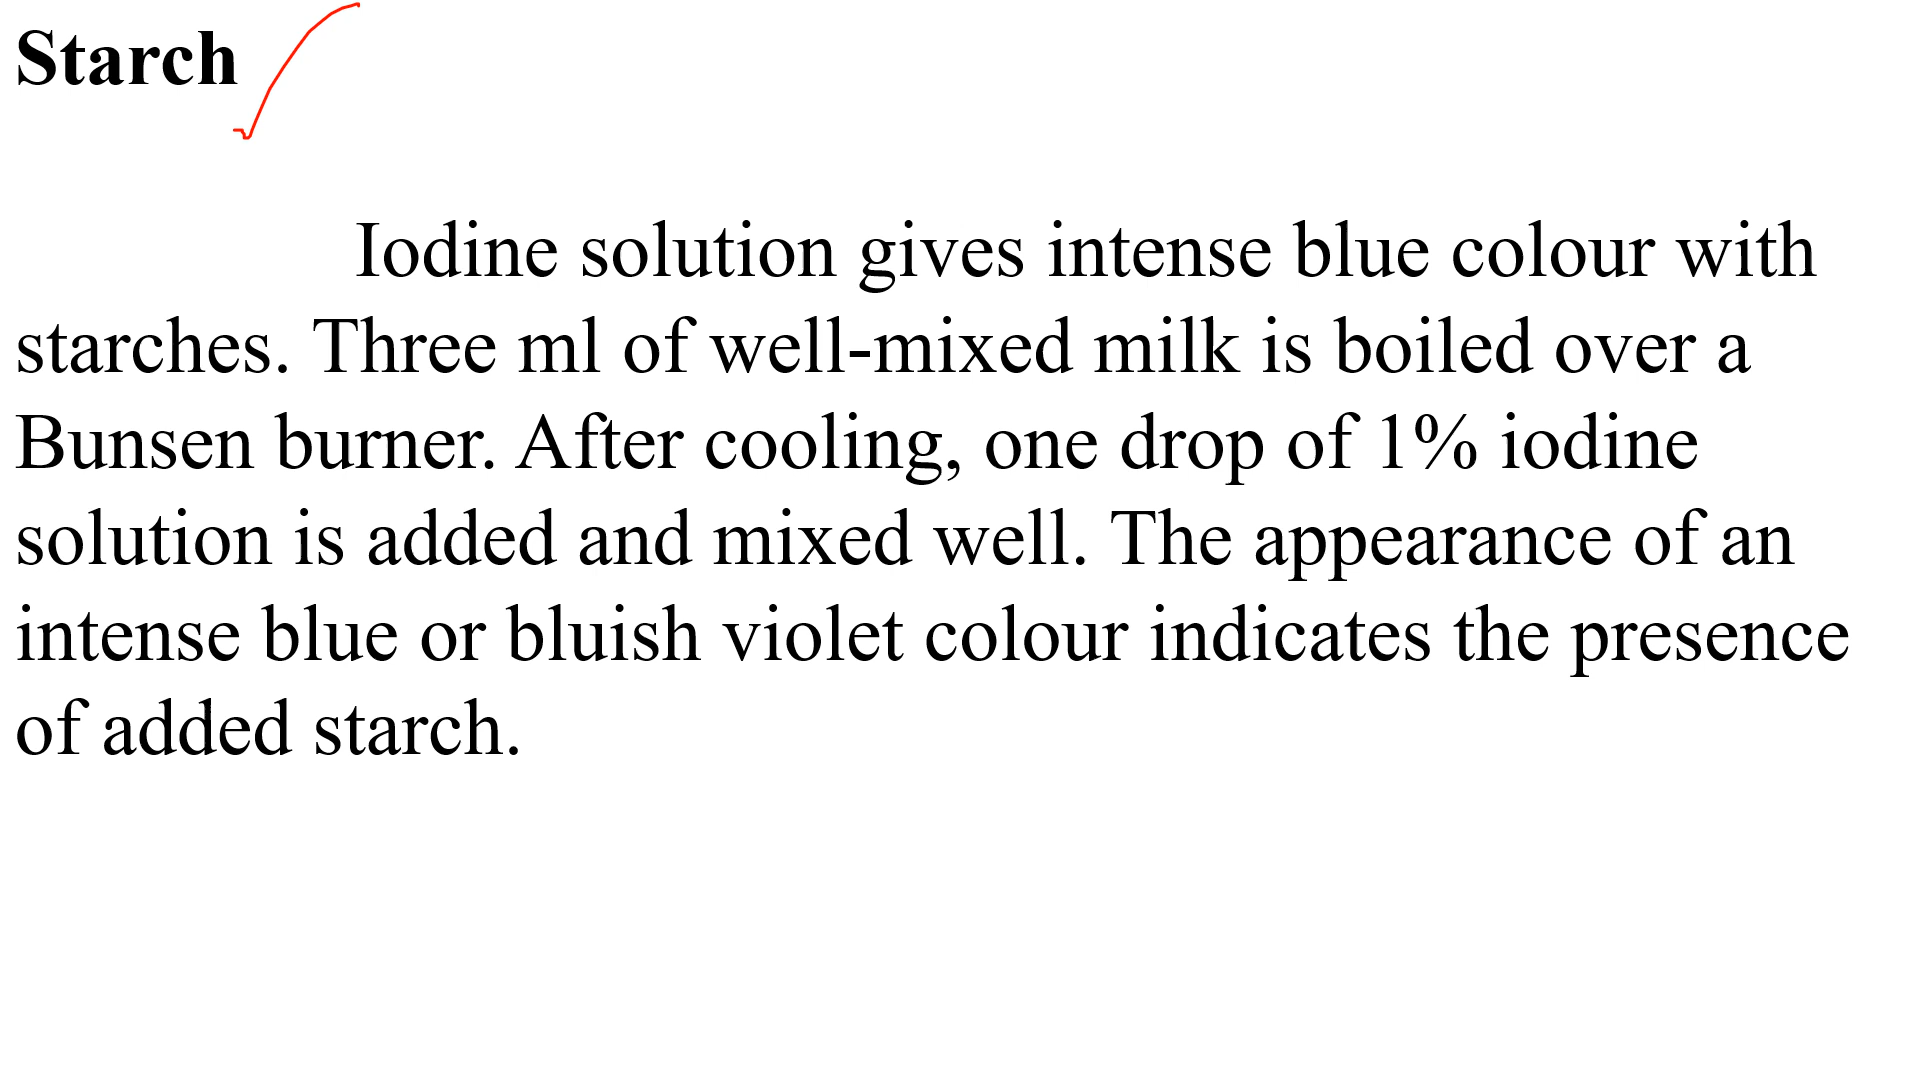 Starch
Iodine solution gives intense blue colour with
starches. Three ml of well-mixed milk is boiled over a
Bunsen burner. After cooling, one drop of 1% iodine
solution is added and mixed well. The appearance of an
intense blue or bluish violet colour indicates the presence
of added starch.